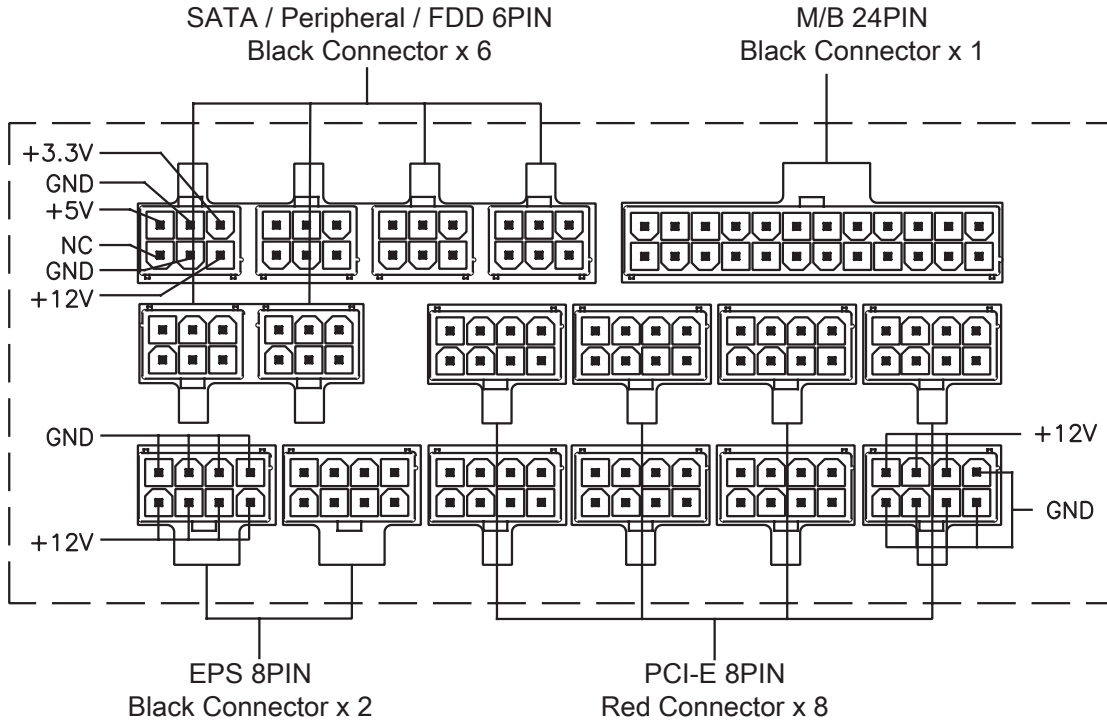 SATA / Peripheral / FDD 6PIN
Black Connector x 6
M/B 24PIN
Black Connector x 1
+3.3V
GND
+5V
NC
GND
+12V
GND
+12V
+12V
GND
EPS 8PIN
Black Connector x 2
PCI-E 8PIN
Red Connector x 8